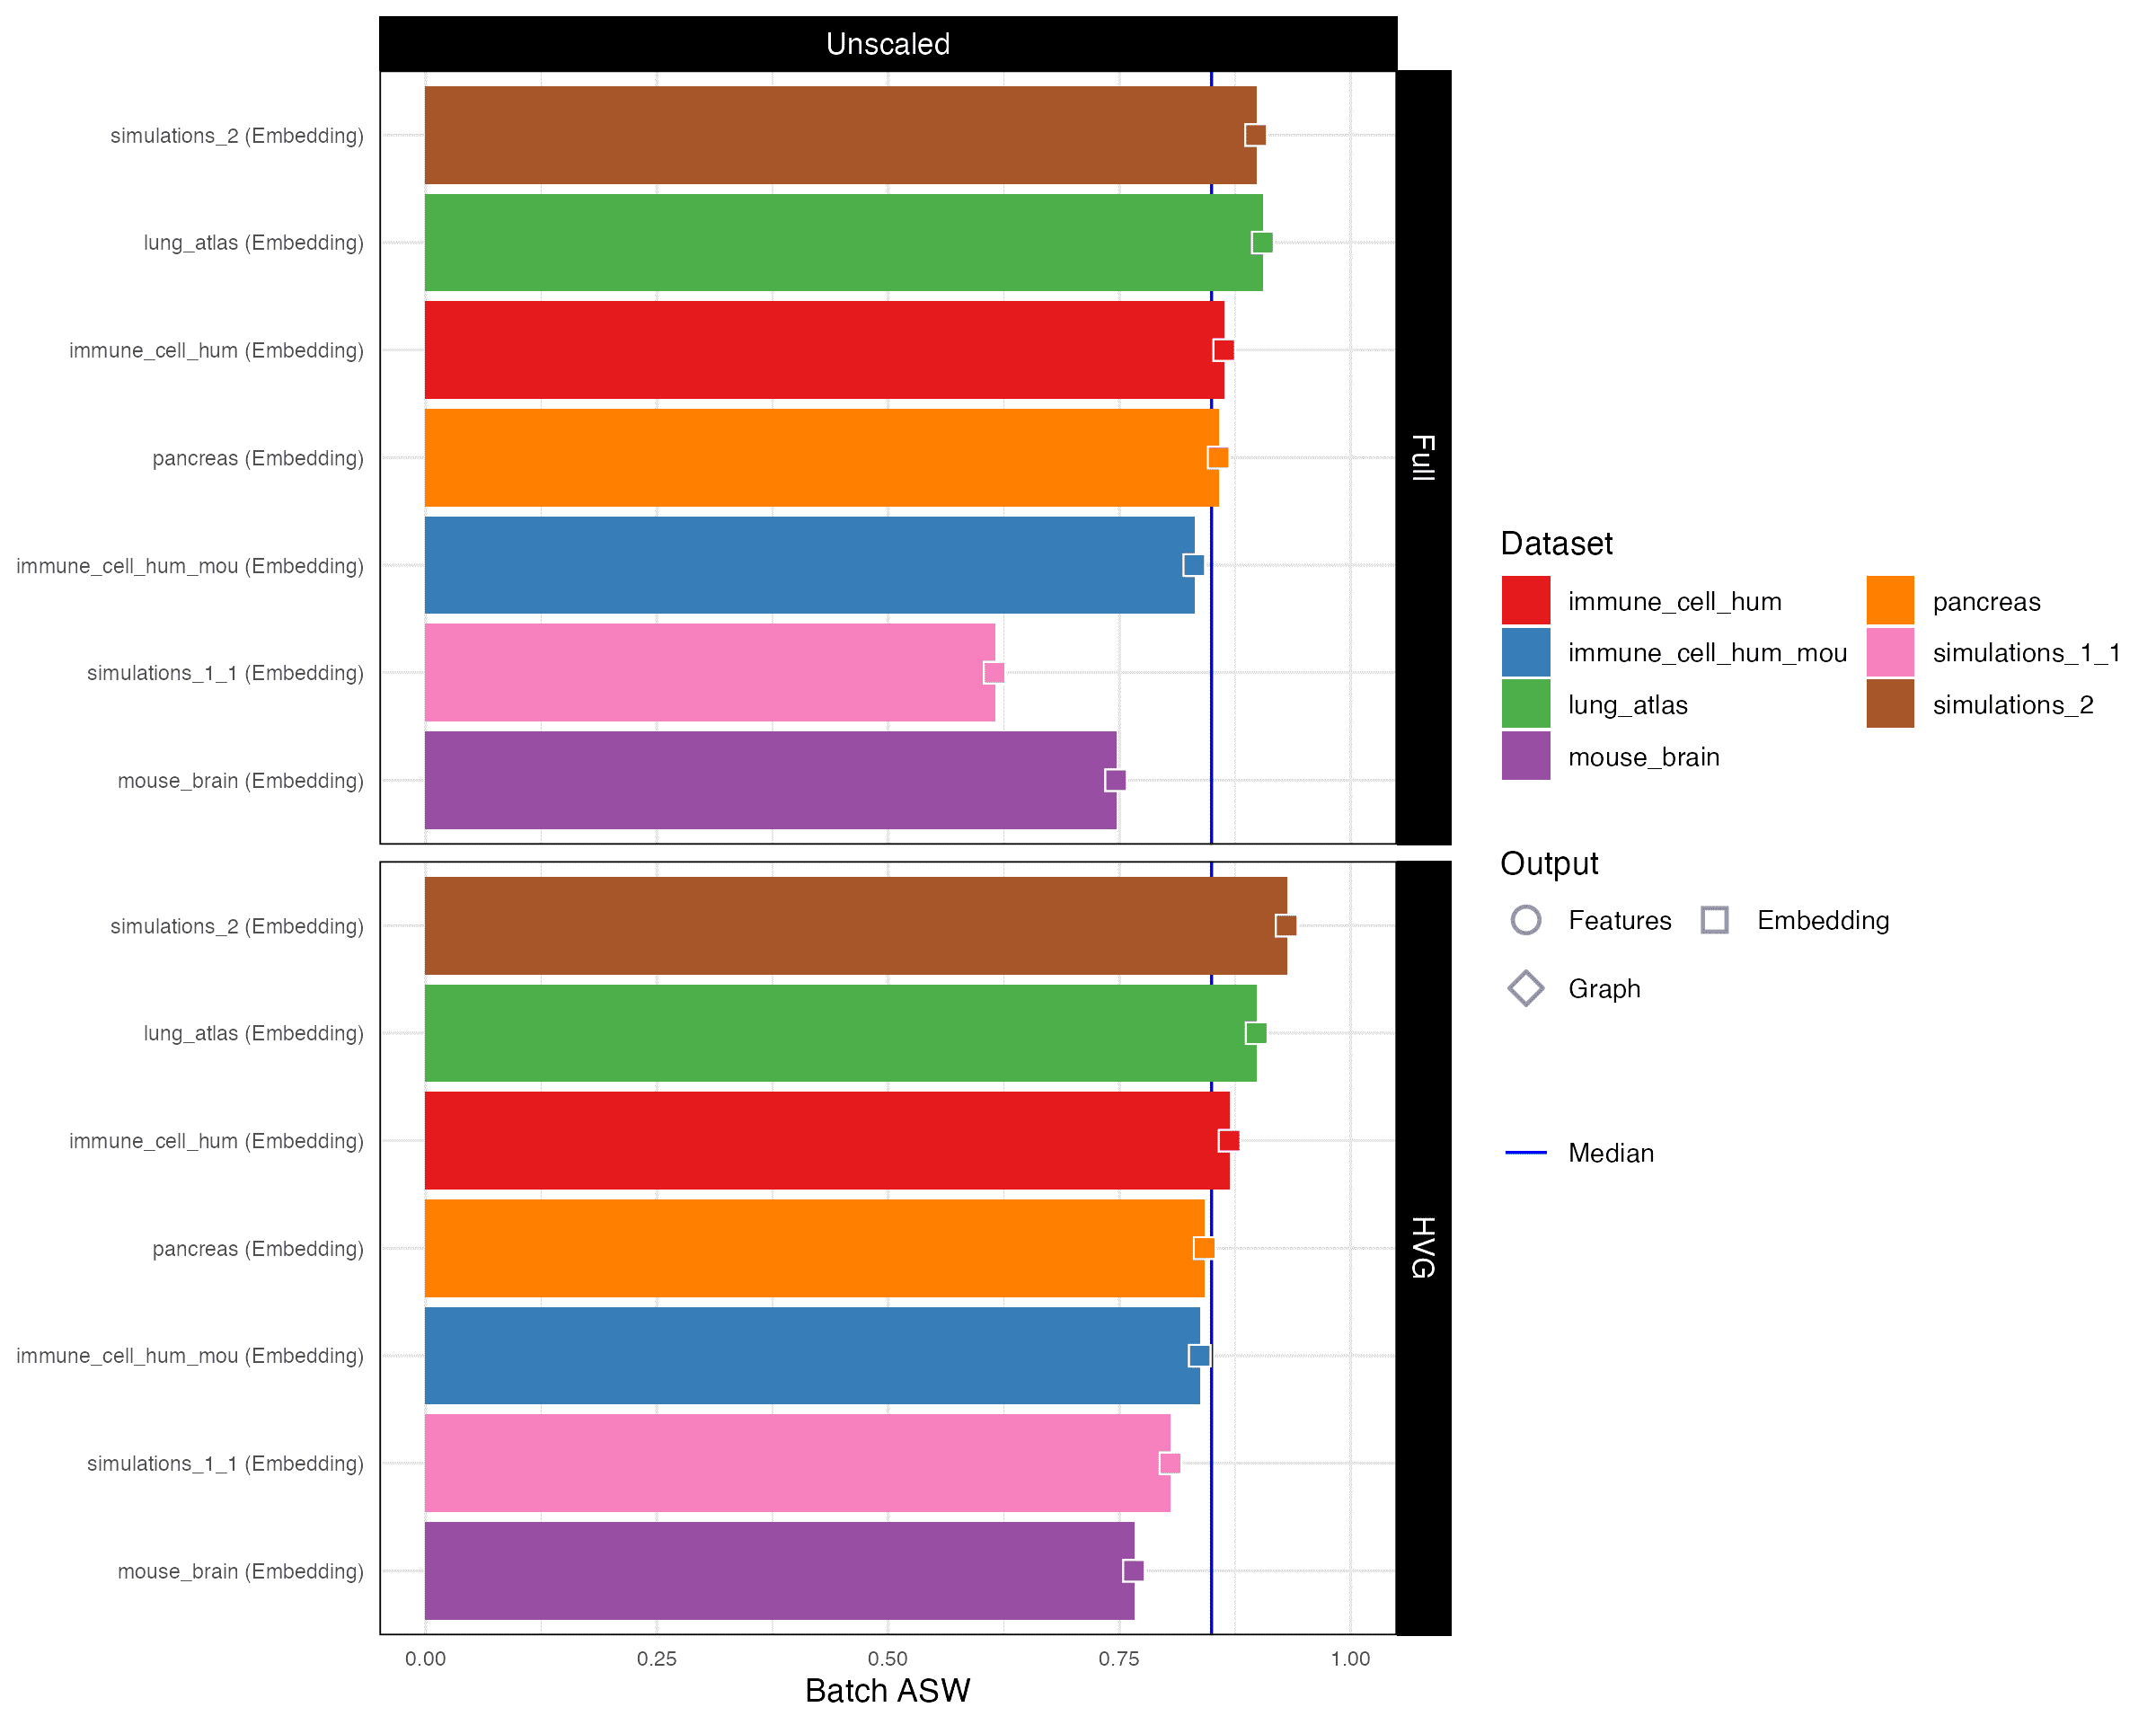 Unscaled
simulations_2 (Embedding)
lung_atlas (Embedding)
immune_cell_hum (Embedding)
pancreas (Embedding)
immune_cell_hum_mou (Embedding)
simulations_1_1 (Embedding)
mouse_brain (Embedding)
Full
simulations_2 (Embedding)
lung_atlas (Embedding)
immune_cell_hum (Embedding)
pancreas (Embedding)
immune_cell_hum_mou (Embedding)
simulations_1_1 (Embedding)
mouse_brain (Embedding)
HVG
0.00 0.25 0.50 0.75 1.00
Batch ASW
Dataset
immune_cell_hum pancreas
immune_cell_hum_mou simulations_1_1
lung_atlas simulations_2
mouse_brain
Output
Features Embedding
Graph
Median